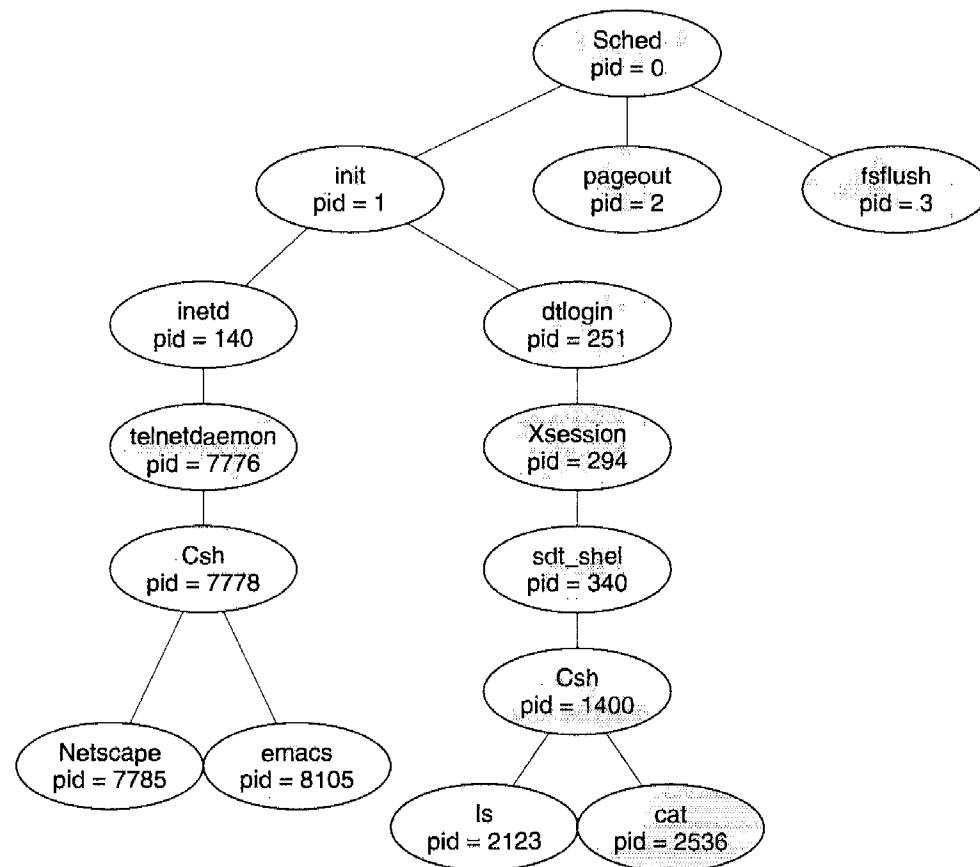 Sched
pid = 0
init
pid = 1
pageout
pid = 2
fsflush
pid = 3
inetd
pid = 140
dtlogin
pid = 251
telnetdaemon
pid = 7776
Xsession
pid = 294
Csh
pid = 7778
sdt_shel
pid = 340
Csh
pid = 1400
Netscape
pid = 7785
emacs
pid = 8105
ls
pid = 2123
cat
pid = 2536